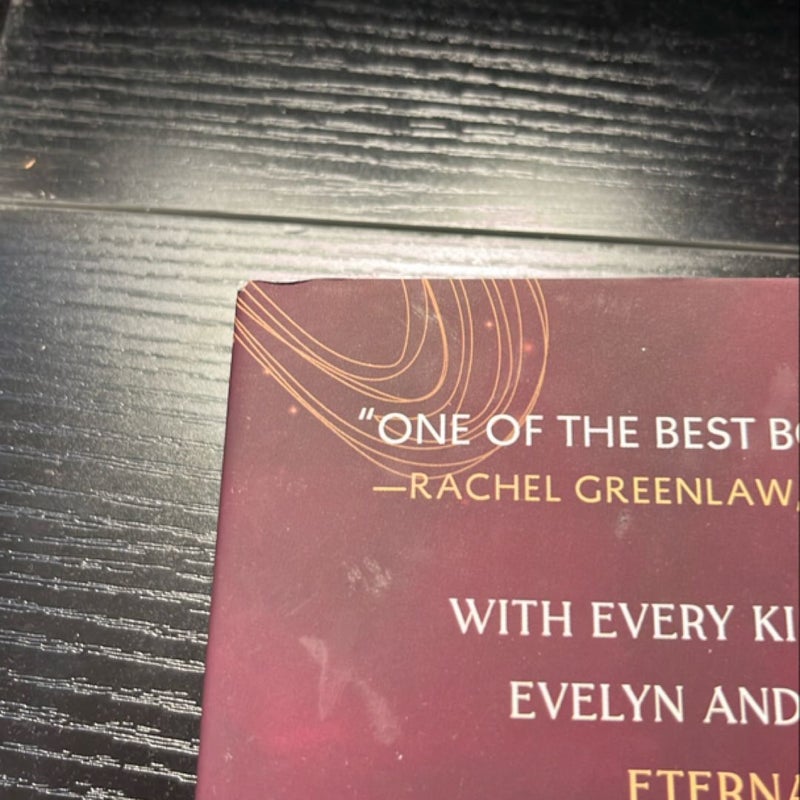 “ONE OF THE BEST
—RACHEL GREENLAW,
WITH EVERY
EVELYN AND